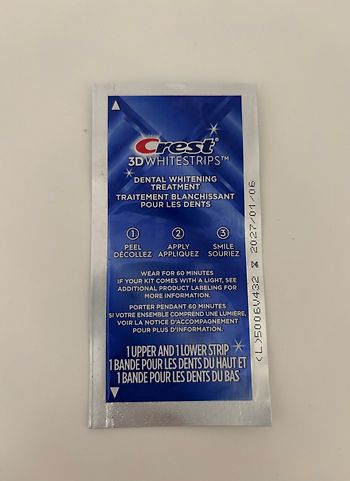 Crest®
3DWHITESTRIPS™
DENTAL WHITENING
TREATMENT
TRAITEMENT BLANCHISSANT
POUR LES DENTS
1 2 3
PEEL APPLY SMILE
DÉCOLLEZ APPLIQUEZ SOURIEZ
WEAR FOR 60 MINUTES
IF YOUR KIT COMES WITH A LIGHT, SEE
ADDITIONAL PRODUCT LABELING FOR
MORE INFORMATION.
PORTER PENDANT 60 MINUTES
SI VOTRE ENSEMBLE COMPREND UNE LUMIÈRE,
VOIR LA NOTICE D'ACCOMPAGNEMENT
POUR PLUS D'INFORMATION.
1 UPPER AND 1 LOWER STRIP
1 BANDE POUR LES DENTS DU HAUT ET
1 BANDE POUR LES DENTS DU BAS
(L)5006V432 2027/01/06